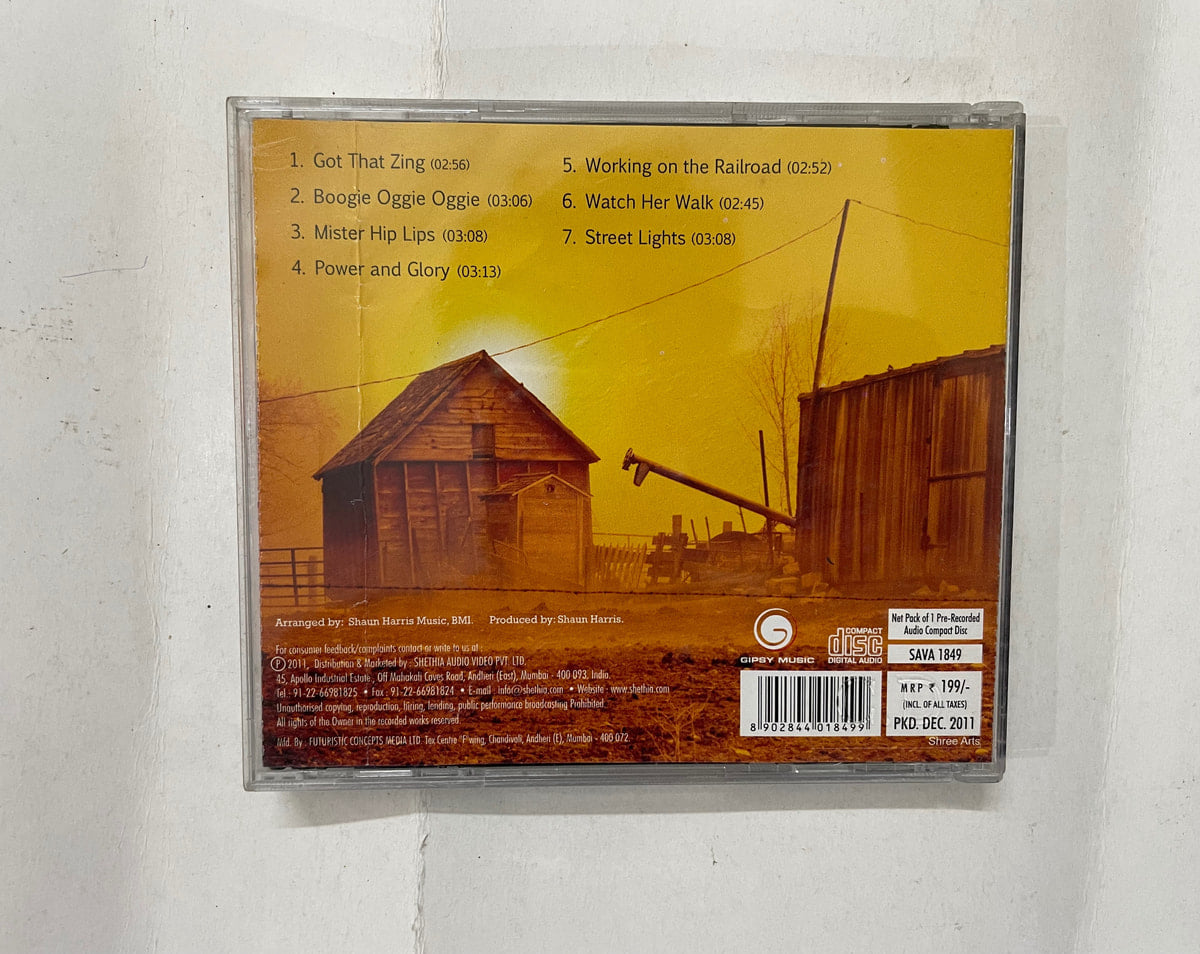 1. Got That Zing (02:56)
2. Boogie Oggie Oggie (03:06)
3. Mister Hip Lips (03:08)
4. Power and Glory (03:13)
5. Working on the Railroad (02:52)
6. Watch Her Walk (02:45)
7. Street Lights (03:08)
Arranged by: Shaun Harris Music, BMI. Produced by: Shaun Harris.
For consumer feedback/complaints contact or write to us at :
℗ 2011, Distribution & Marketed by : SHETHIA AUDIO VIDEO PVT. LTD.
45, Apollo Industrial Estate., Off Mahakali Caves Road, Andheri (East), Mumbai - 400 093. India.
Tel.: 91-22-66981825 • Fax : 91-22-66981824 • E-mail : info@shethia.com • Website - www.shethia.com
Unauthorised copying, reproduction, hiring, lending, public performance broadcasting Prohibited.
All rights of the Owner in the recorded works reserved.
Mfd. By : FUTURISTIC CONCEPTS MEDIA LTD. Tex Centre "F'wing, Chandivali, Andheri (E), Mumbai - 400 072.
G
GIPSY MUSIC
COMPACT
disc
DIGITAL AUDIO
8 902844 018499
Net Pack of 1 Pre-Recorded
Audio Compact Disc
SAVA 1849
MRP ₹ 199/-
(INCL. OF ALL TAXES)
PKD. DEC. 2011
Shree Arts